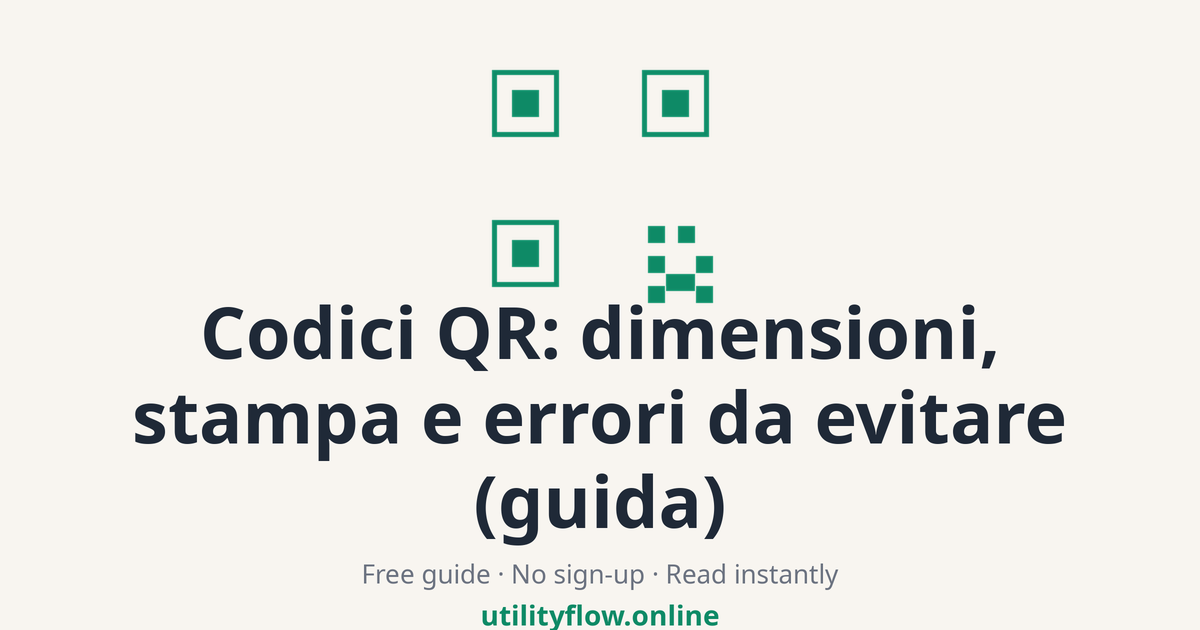 Codici QR: dimensioni,
stampa e errori da evitare
(guida)
Free guide · No sign-up · Read instantly
utilityflow.online